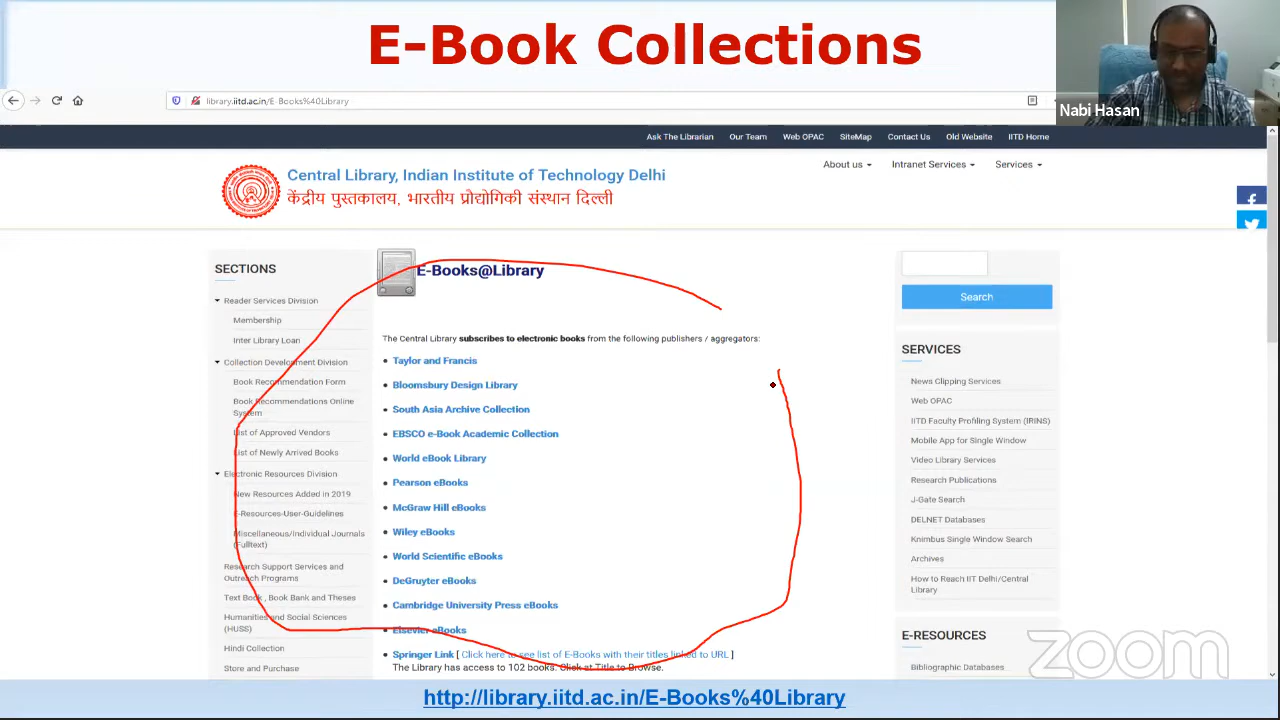 E-Book Collections
Nabi Hasan
library.iitd.ac.in/E-Books%40Library
Ask The Librarian Our Team Web OPAC SiteMap Contact Us Old Website IITD Home
About us Intranet Services Services
Central Library, Indian Institute of Technology Delhi
केंद्रीय पुस्तकालय, भारतीय प्रौद्योगिकी संस्थान दिल्ली
SECTIONS
Reader Services Division
Membership
Inter Library Loan
Collection Development Division
Book Recommendation Form
Book Recommendations Online
System
List of Approved Vendors
List of Newly Arrived Books
Electronic Resources Division
New Resources Added in 2019
E-Resources-User-Guidelines
Miscellaneous/Individual Journals
(Fulltext)
Research Support Services and
Outreach Programs
Text Book , Book Bank and Theses
Humanities and Social Sciences
(HUSS)
Hindi Collection
Store and Purchase
E-Books@Library
The Central Library subscribes to electronic books from the following publishers / aggregators:
Taylor and Francis
Bloomsbury Design Library
South Asia Archive Collection
EBSCO e-Book Academic Collection
World eBook Library
Pearson eBooks
McGraw Hill eBooks
Wiley eBooks
World Scientific eBooks
DeGruyter eBooks
Cambridge University Press eBooks
Elsevier eBooks
Springer Link [ Click here to see list of E-Books with their titles linked to URL ]
The Library has access to 102 books. Click at Title to Browse.
Search
SERVICES
News Clipping Services
Web OPAC
IITD Faculty Profiling System (IRINS)
Mobile App for Single Window
Video Library Services
Research Publications
J-Gate Search
DELNET Databases
Knimbus Single Window Search
Archives
How to Reach IIT Delhi/Central
Library
E-RESOURCES
Bibliographic Databases
zoom
http://library.iitd.ac.in/E-Books%40Library